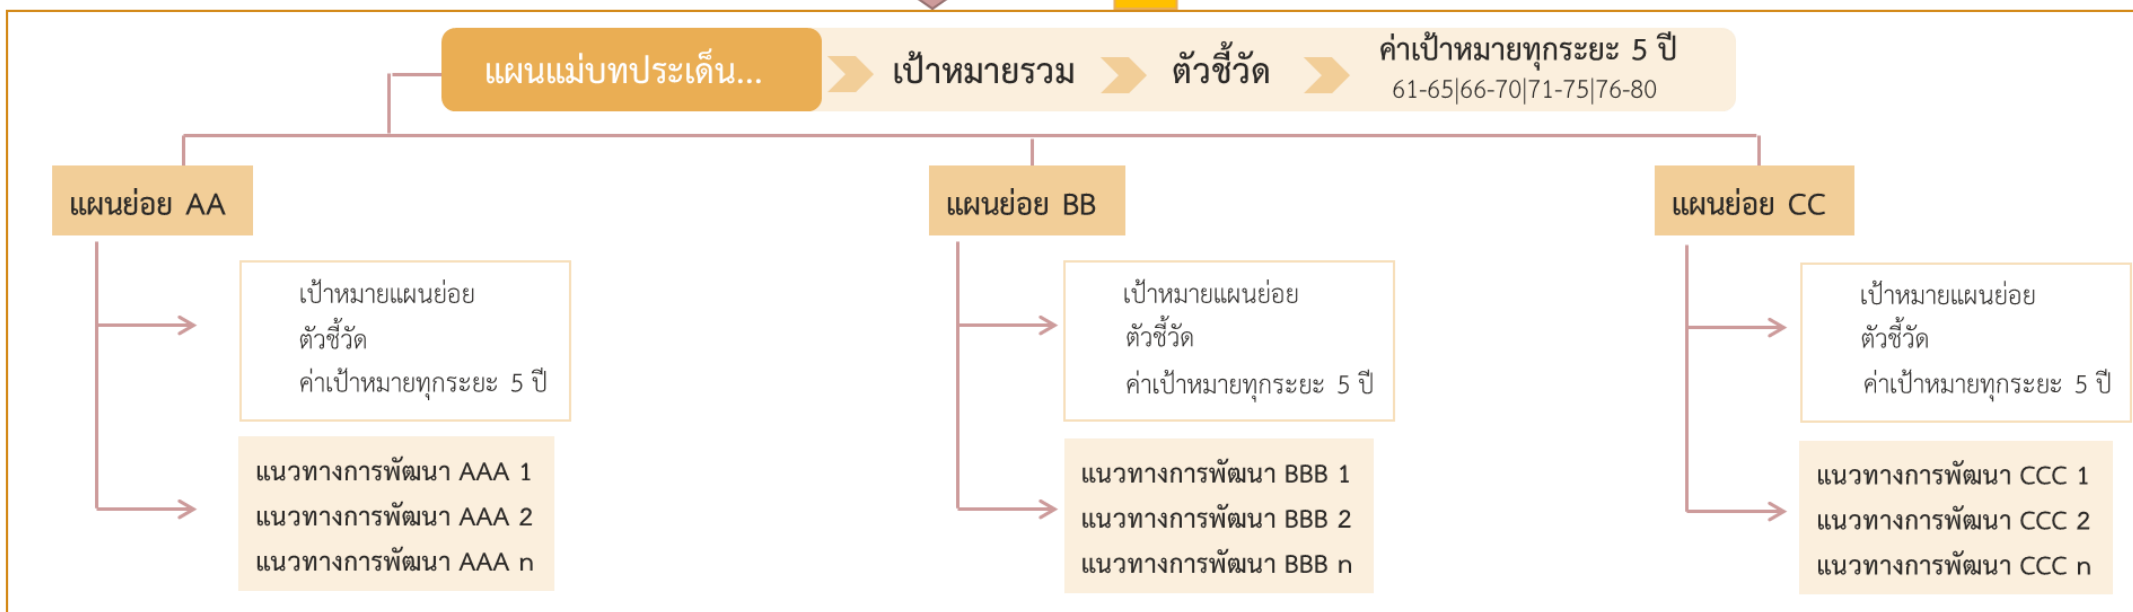 แผนแม่บทประเด็น...
เป้าหมายรวม
ตัวชี้วัด
ค่าเป้าหมายทุกระยะ 5 ปี
61-65|66-70|71-75|76-80
แผนย่อย AA
เป้าหมายแผนย่อย
ตัวชี้วัด
ค่าเป้าหมายทุกระยะ 5 ปี
แนวทางการพัฒนา AAA 1
แนวทางการพัฒนา AAA 2
แนวทางการพัฒนา AAA n
แผนย่อย BB
เป้าหมายแผนย่อย
ตัวชี้วัด
ค่าเป้าหมายทุกระยะ 5 ปี
แนวทางการพัฒนา BBB 1
แนวทางการพัฒนา BBB 2
แนวทางการพัฒนา BBB n
แผนย่อย CC
เป้าหมายแผนย่อย
ตัวชี้วัด
ค่าเป้าหมายทุกระยะ 5 ปี
แนวทางการพัฒนา CCC 1
แนวทางการพัฒนา CCC 2
แนวทางการพัฒนา CCC n